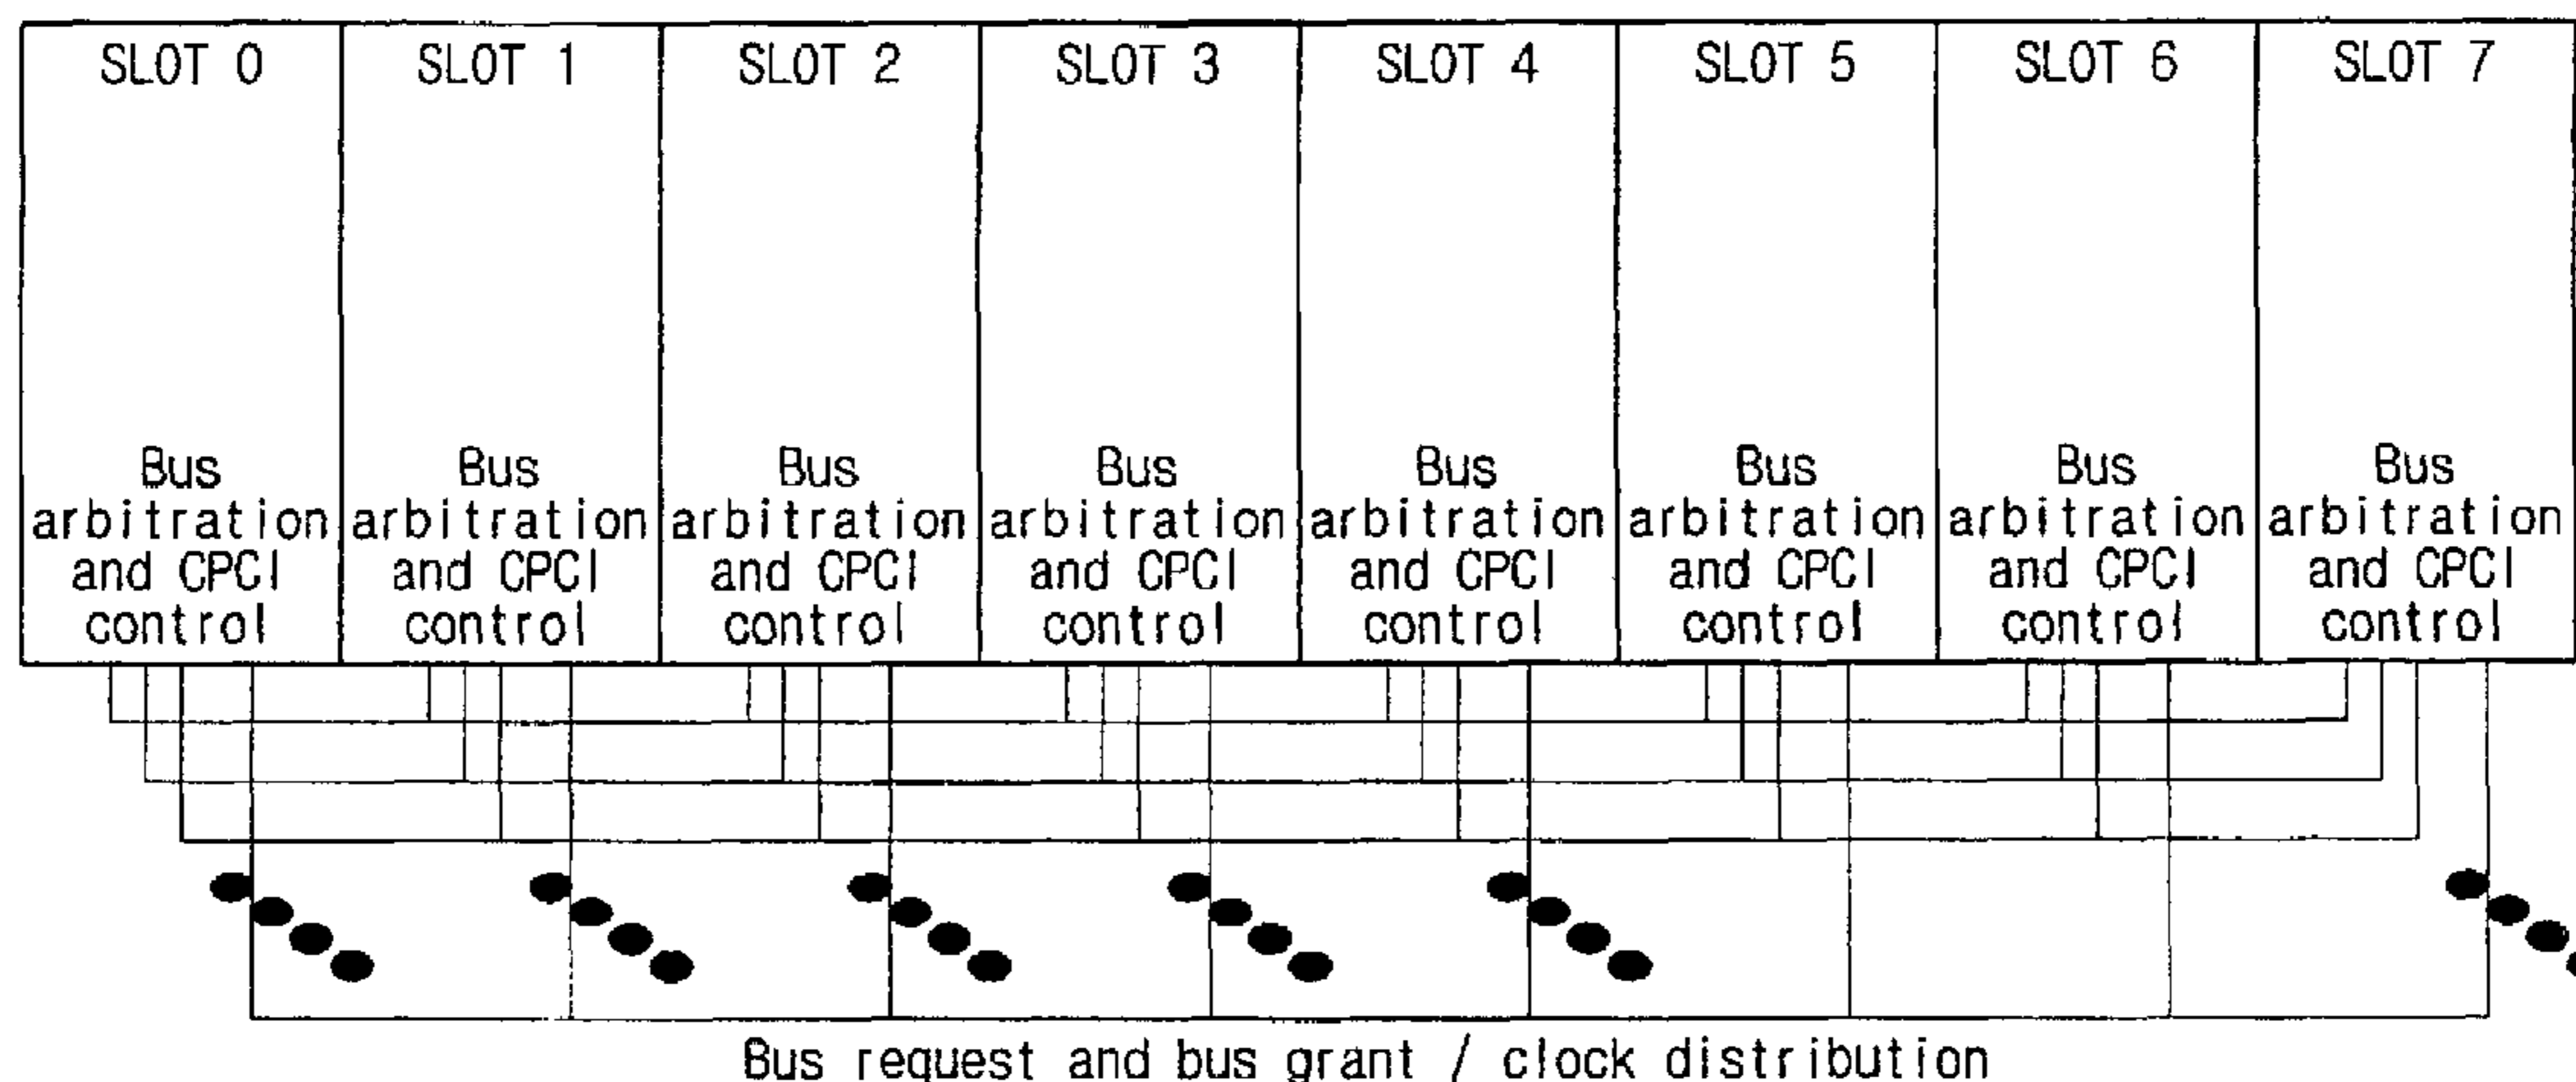 SLOT 0
SLOT 1
SLOT 2
SLOT 3
SLOT 4
SLOT 5
SLOT 6
SLOT 7
Bus
arbitration
and CPCI
control
Bus
arbitration
and CPCI
control
Bus
arbitration
and CPCI
control
Bus
arbitration
and CPCI
control
Bus
arbitration
and CPCI
control
Bus
arbitration
and CPCI
control
Bus
arbitration
and CPCI
control
Bus
arbitration
and CPCI
control
Bus request and bus grant / clock distribution